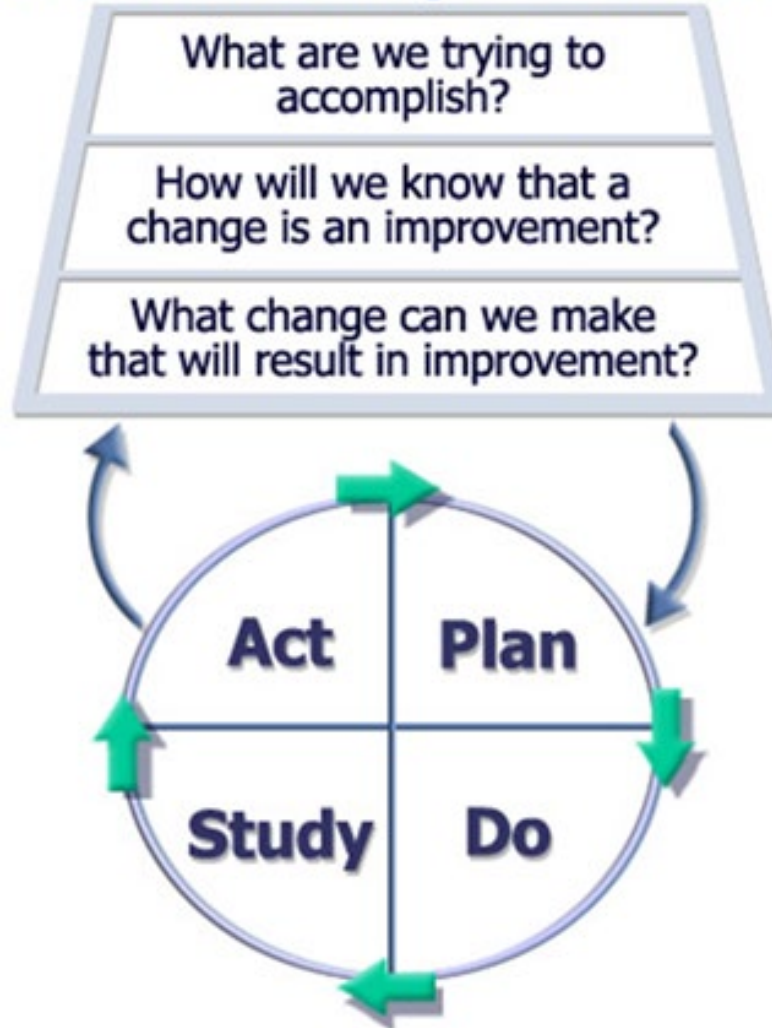 What are we trying to
accomplish?
How will we know that a
change is an improvement?
What change can we make
that will result in improvement?
Act
Plan
Study
Do